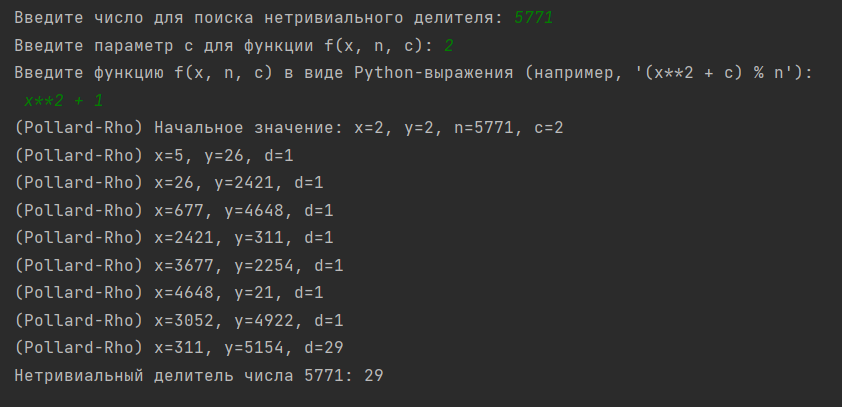 Введите число для поиска нетривиального делителя: 5771
Введите параметр c для функции f(x, n, c): 2
Введите функцию f(x, n, c) в виде Python-выражения (например, '(x**2 + c) % n'):
x**2 + 1
(Pollard-Rho) Начальное значение: x=2, y=2, n=5771, c=2
(Pollard-Rho) x=5, y=26, d=1
(Pollard-Rho) x=26, y=2421, d=1
(Pollard-Rho) x=677, y=4648, d=1
(Pollard-Rho) x=2421, y=311, d=1
(Pollard-Rho) x=3677, y=2254, d=1
(Pollard-Rho) x=4648, y=21, d=1
(Pollard-Rho) x=3052, y=4922, d=1
(Pollard-Rho) x=311, y=5154, d=29
Нетривиальный делитель числа 5771: 29